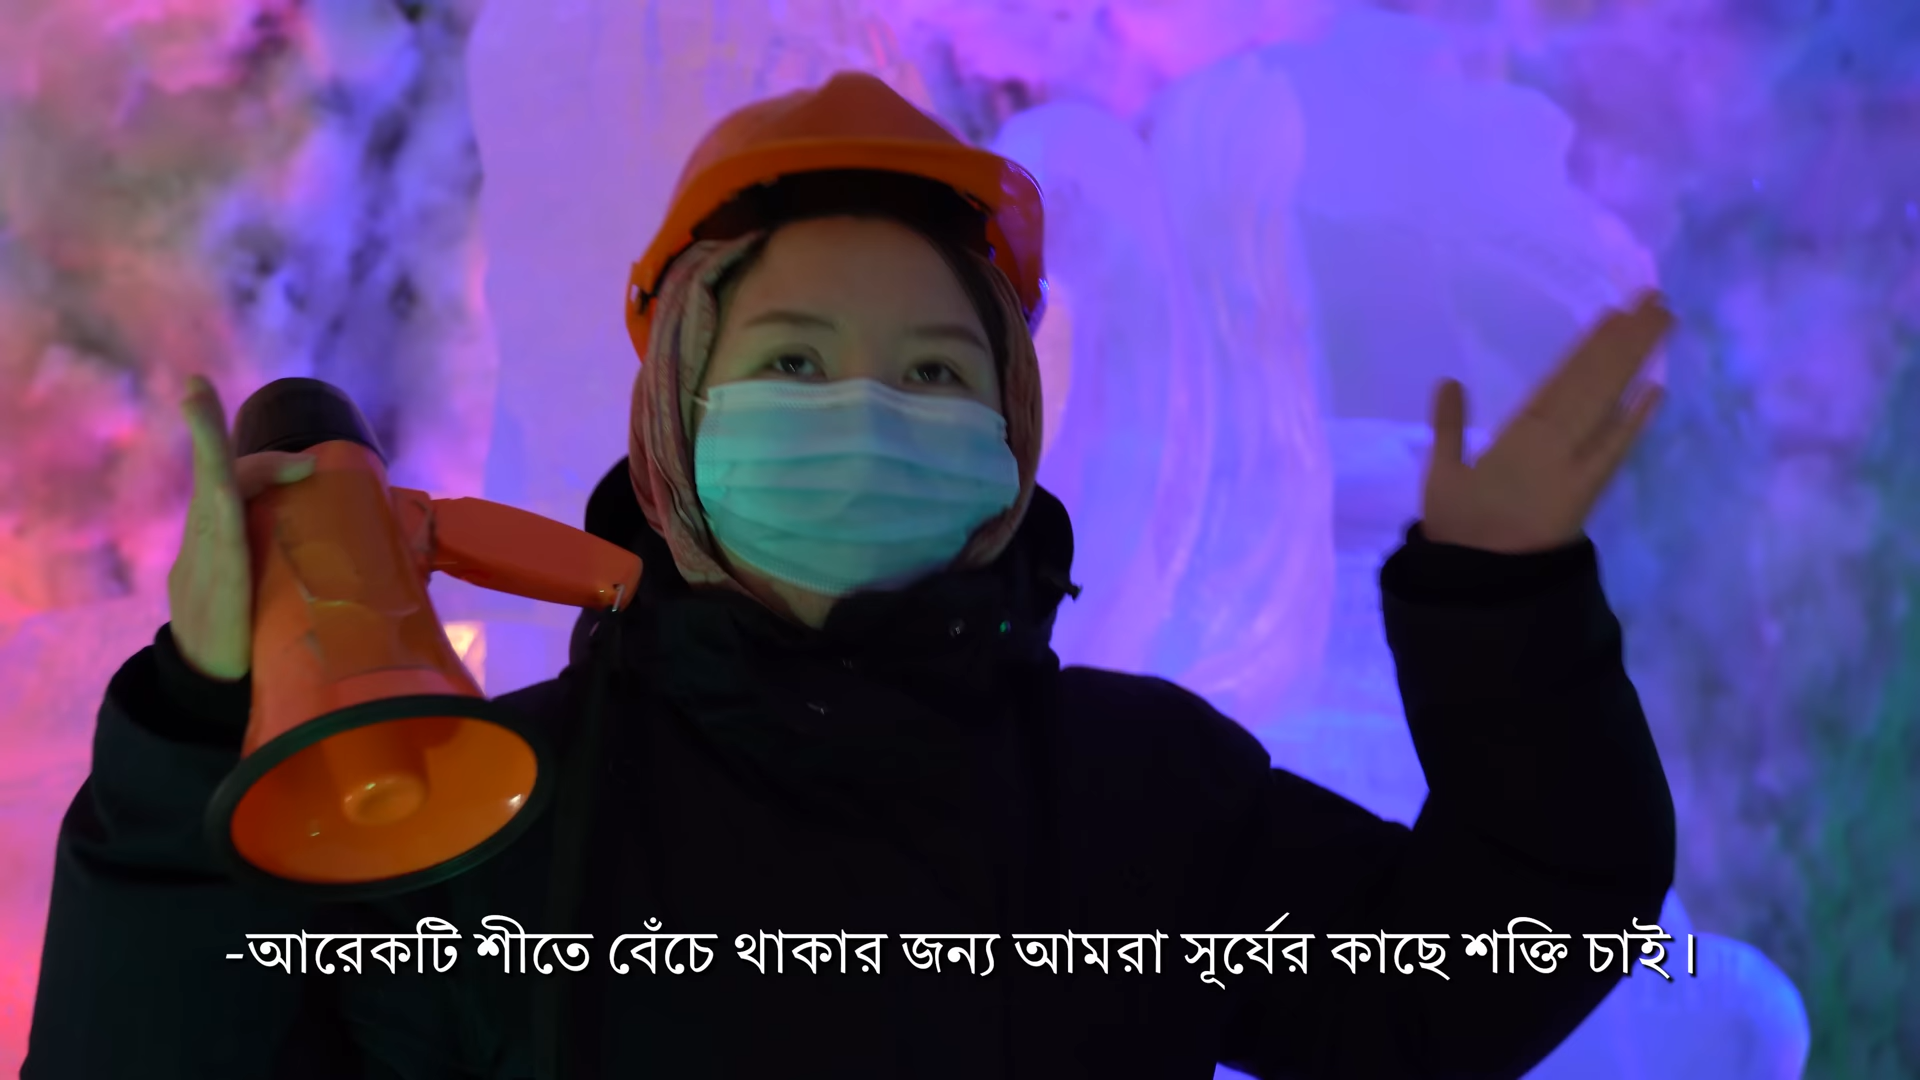 -আরেকটি শীতে বেঁচে থাকার জন্য আমরা সূর্যের কাছে শক্তি চাই।